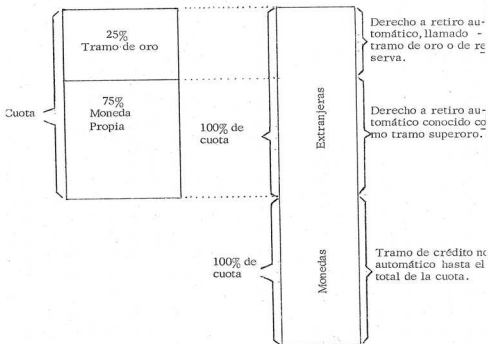 25%
Tramo de oro
Cuota
75%
Moneda
Propia
100% de
cuota
100% de
cuota
Extranjeras
Monedas
Derecho a retiro au-
tomático, llamado -
tramo de oro o de re
serva.
Derecho a retiro au-
tomático conocido co
mo tramo superoro.
Tramo de crédito no
automático hasta el
total de la cuota.